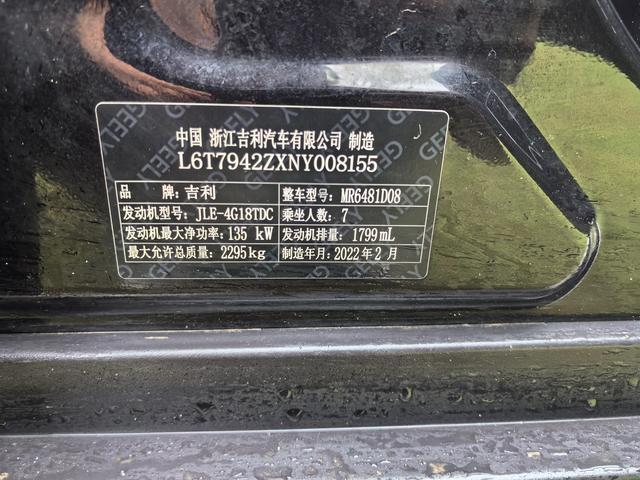 中国 浙江吉利汽车有限公司 制造
L6T7942ZXNY008155
品 牌: 吉利 整车型号: MR6481D08
发动机型号: JLE-4G18TDC 乘坐人数: 7
发动机最大净功率: 135 kW 发动机排量: 1799mL
最大允许总质量: 2295kg 制造年月: 2022年2月
GEELY